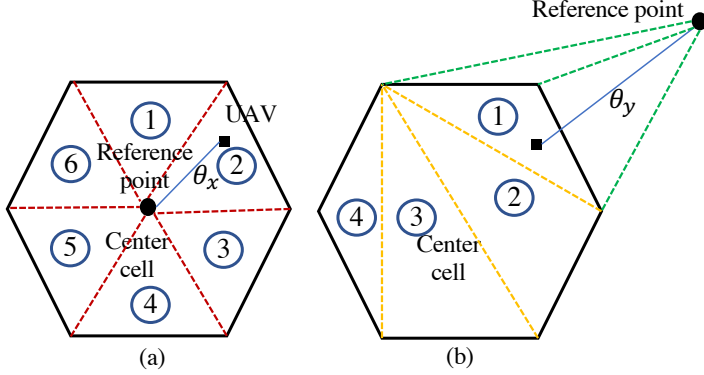 Reference point
1
UAV
6
Reference
point
θx
2
Center
cell
5
3
4
(a)
1
θy
2
4
3
Center
cell
(b)